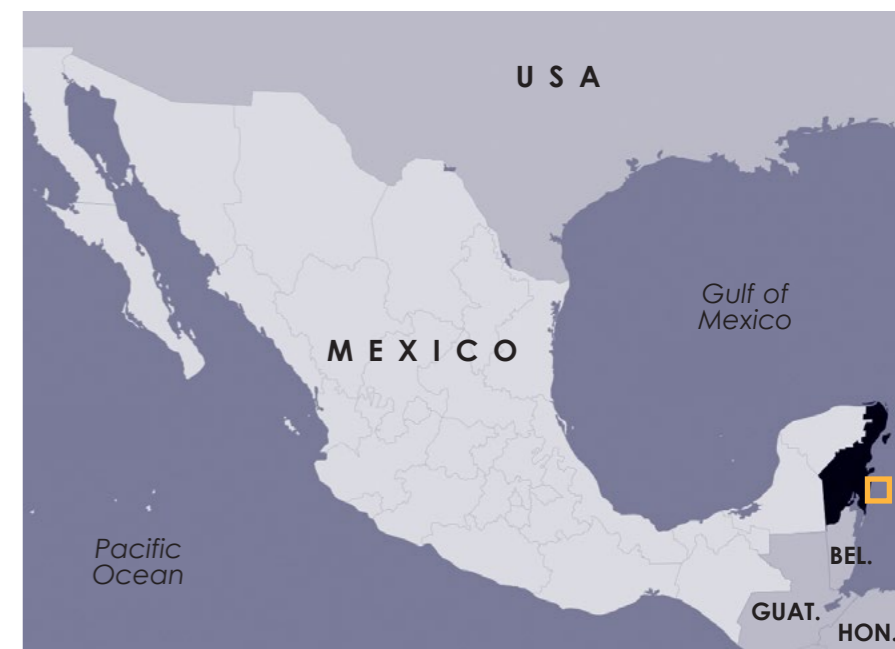 U S A
Gulf of
Mexico
M E X I C O
Pacific
Ocean
BEL.
GUAT.
HON.